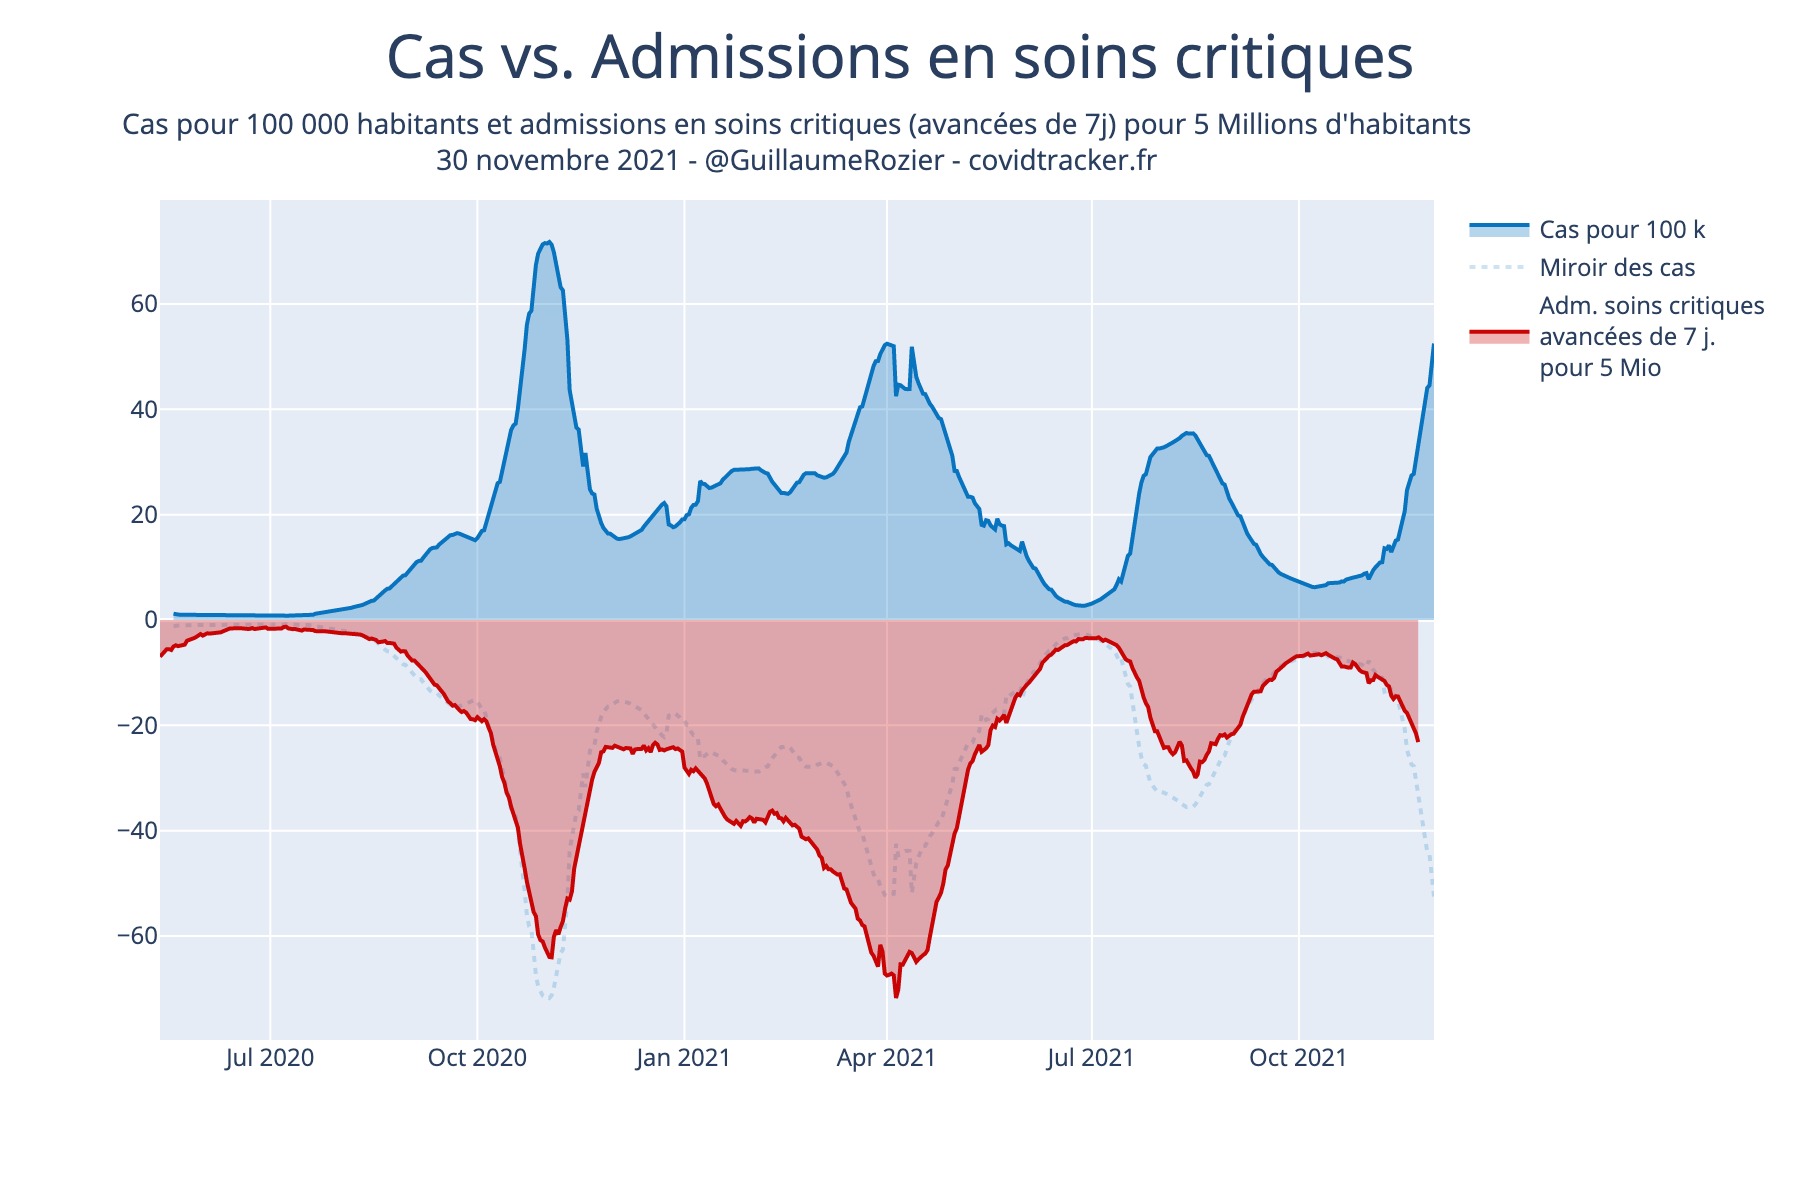 Cas vs. Admissions en soins critiques
Cas pour 100 000 habitants et admissions en soins critiques (avancées de 7j) pour 5 Millions d'habitants
30 novembre 2021 - @GuillaumeRozier - covidtracker.fr
Cas pour 100 k
Miroir des cas
Adm. soins critiques
avancées de 7 j.
pour 5 Mio
60
40
20
0
−20
−40
−60
Jul 2020
Oct 2020
Jan 2021
Apr 2021
Jul 2021
Oct 2021